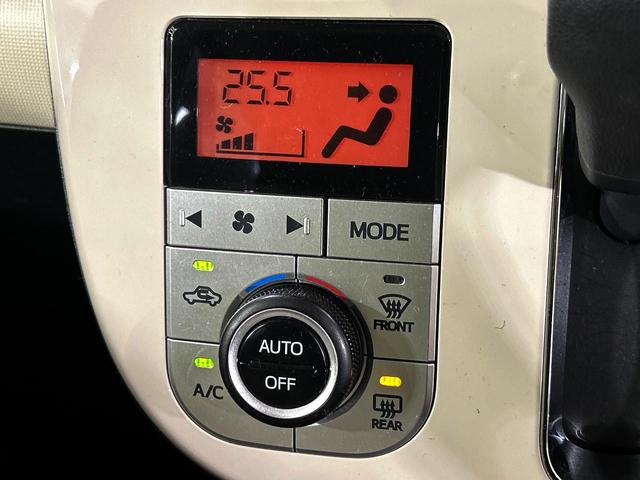 25.5
MODE
FRONT
AUTO
OFF
A/C
REAR